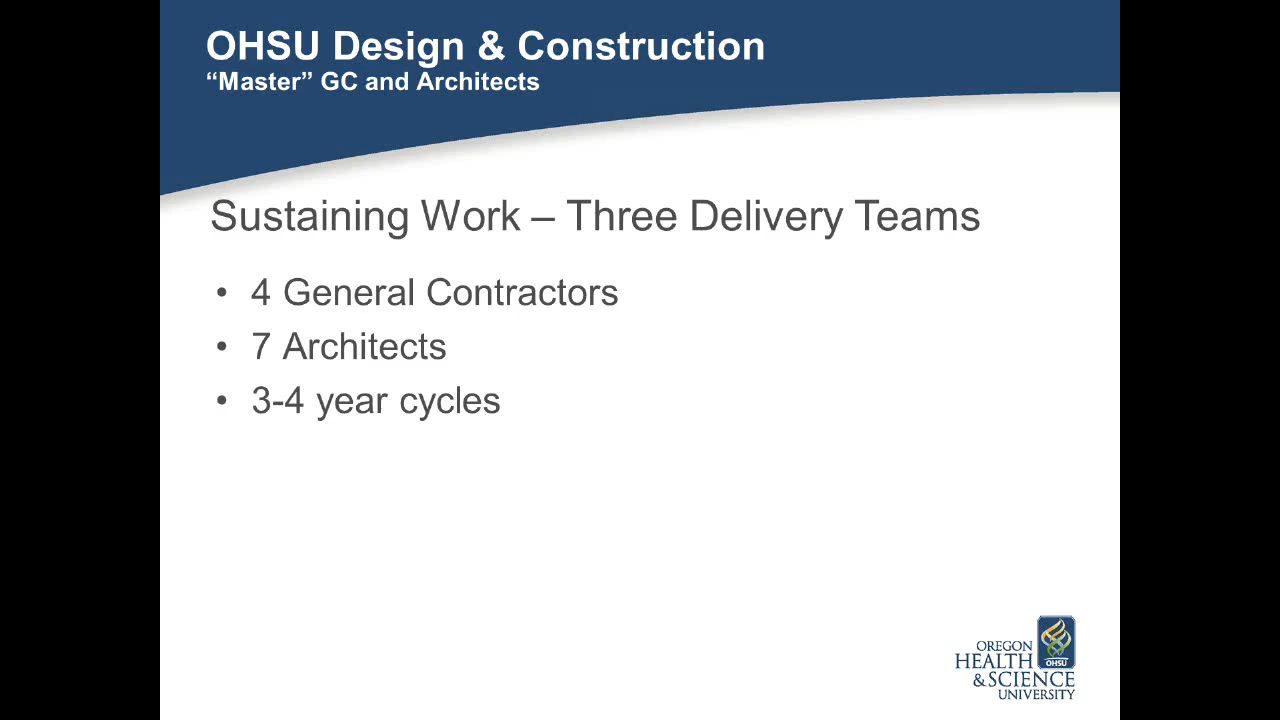 OHSU Design & Construction
“Master” GC and Architects
Sustaining Work – Three Delivery Teams
• 4 General Contractors
• 7 Architects
• 3-4 year cycles
OREGON
HEALTH
OHSU
&SCIENCE
UNIVERSITY